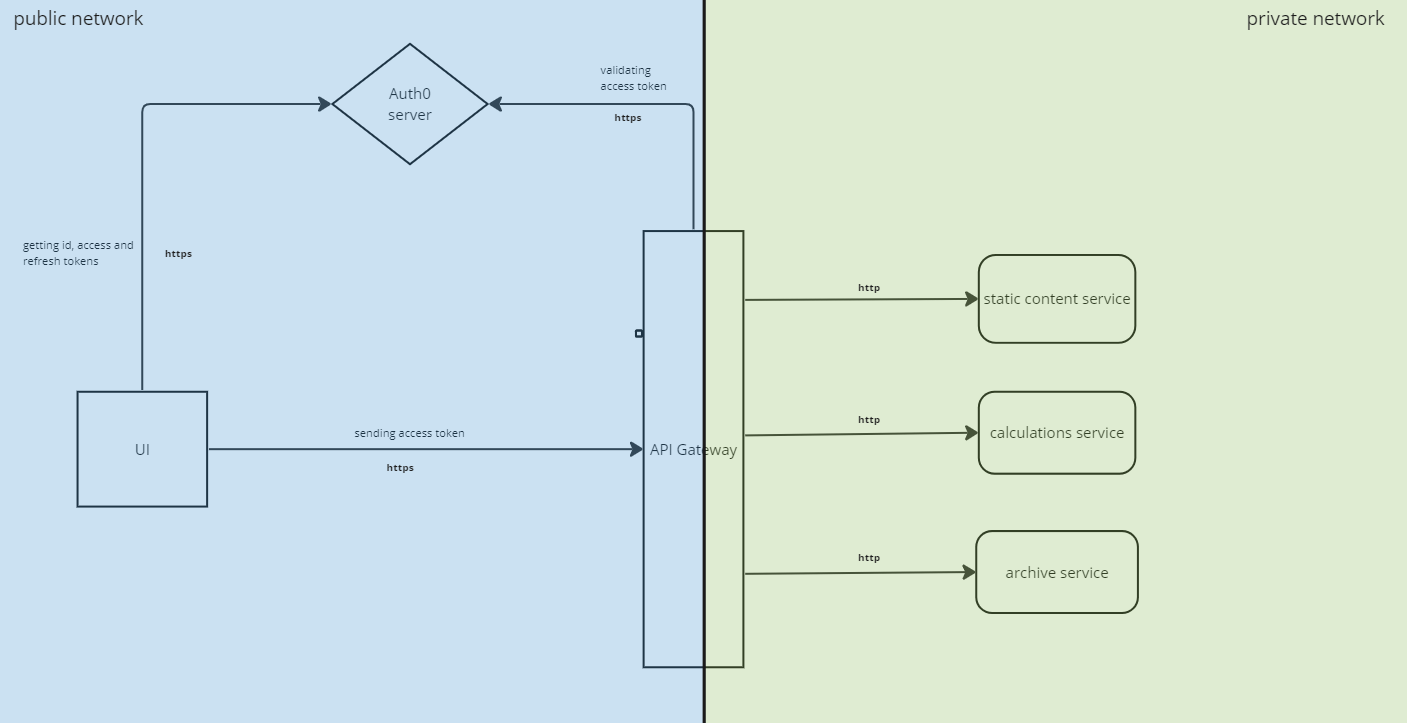 public network
private network
Auth0
server
validating
access token
https
getting id, access and
refresh tokens
https
http
static content service
http
calculations service
sending access token
UI
API Gateway
https
http
archive service